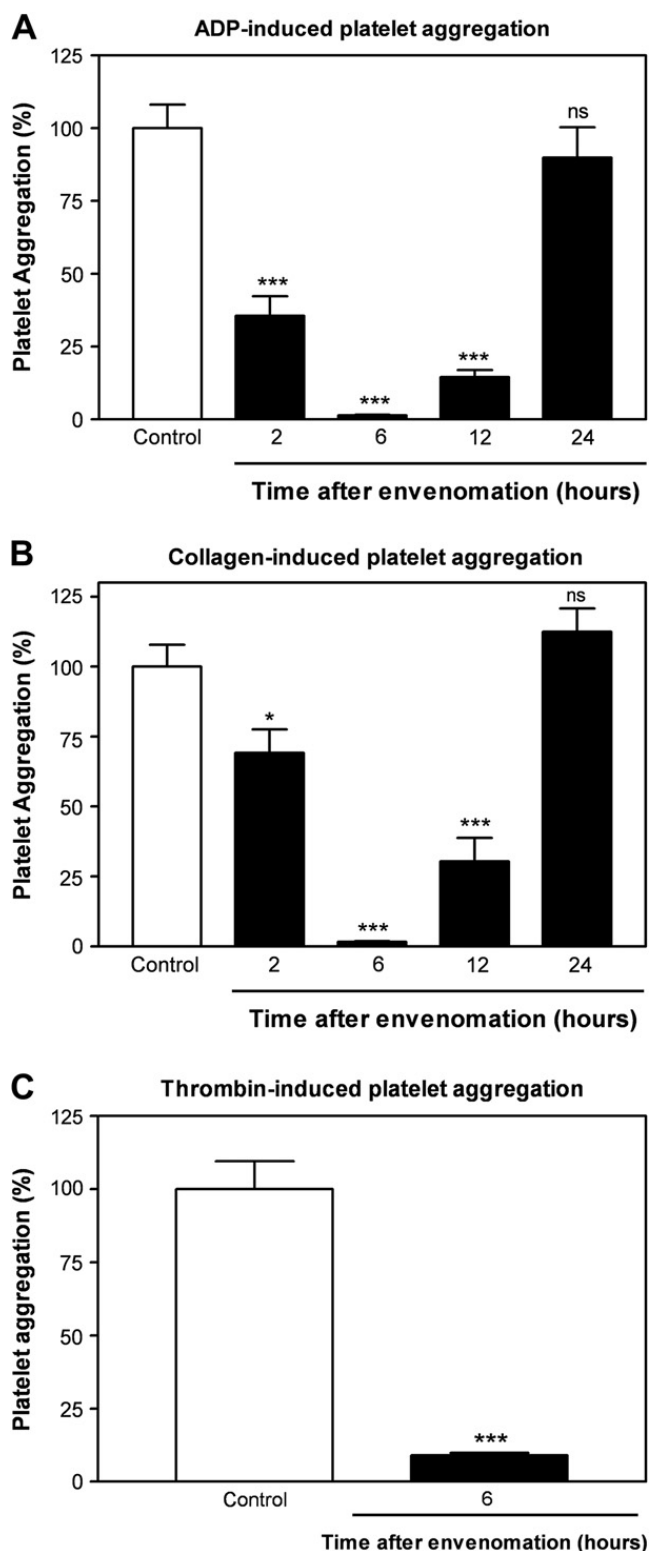 A
ADP-induced platelet aggregation
Platelet Aggregation (%)
125
100
75
50
25
0
***
***
***
ns
Control 2 6 12 24
Time after envenomation (hours)
B
Collagen-induced platelet aggregation
Platelet Aggregation (%)
125
100
75
50
25
0
*
***
***
ns
Control 2 6 12 24
Time after envenomation (hours)
C
Thrombin-induced platelet aggregation
Platelet aggregation (%)
125
100
75
50
25
0
***
Control 6
Time after envenomation (hours)